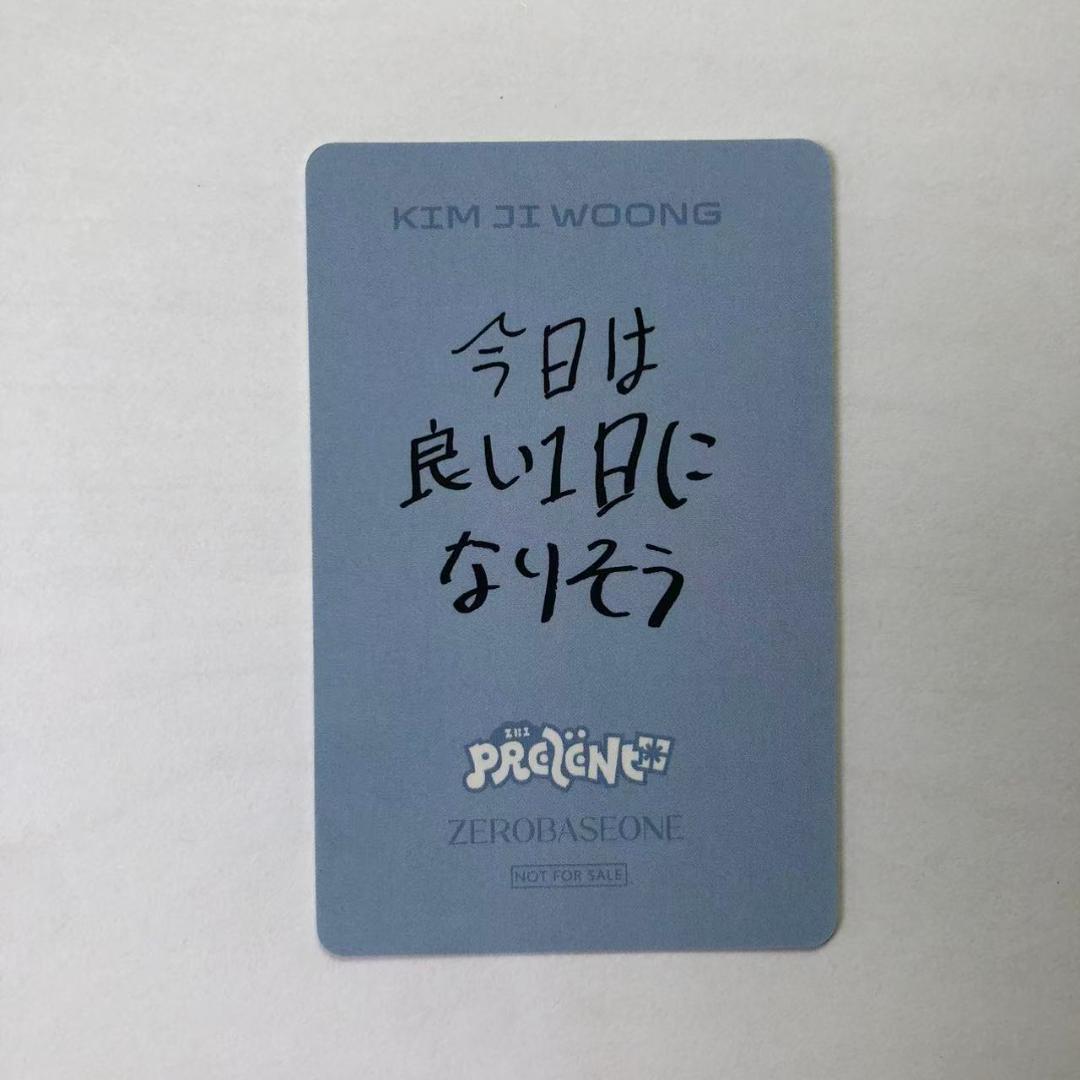 KIM JI WOONG
今日は
良い1日に
なりそう
PREZENT
ZEROBASEONE
NOT FOR SALE